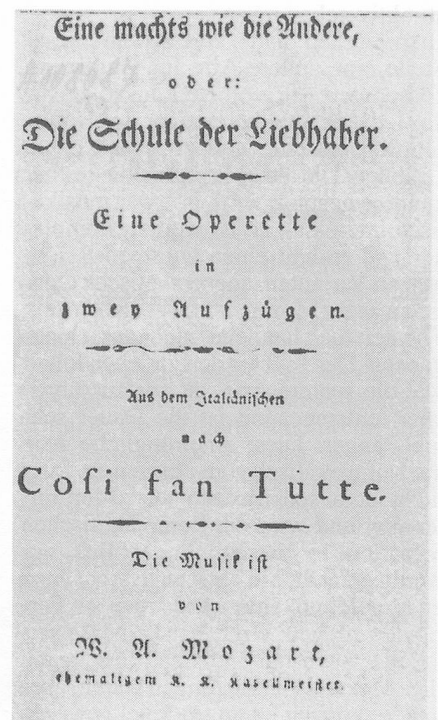 Eine machts wie die Andere,
oder:
Die Schule der Liebhaber.
Eine Operette
in
zwey Aufzügen.
Aus dem Italiänischen
nach
Cosi fan Tutte.
Die Musik ist
von
W. A. Mozart,
ehemaligem K. K. Kapellmeister.